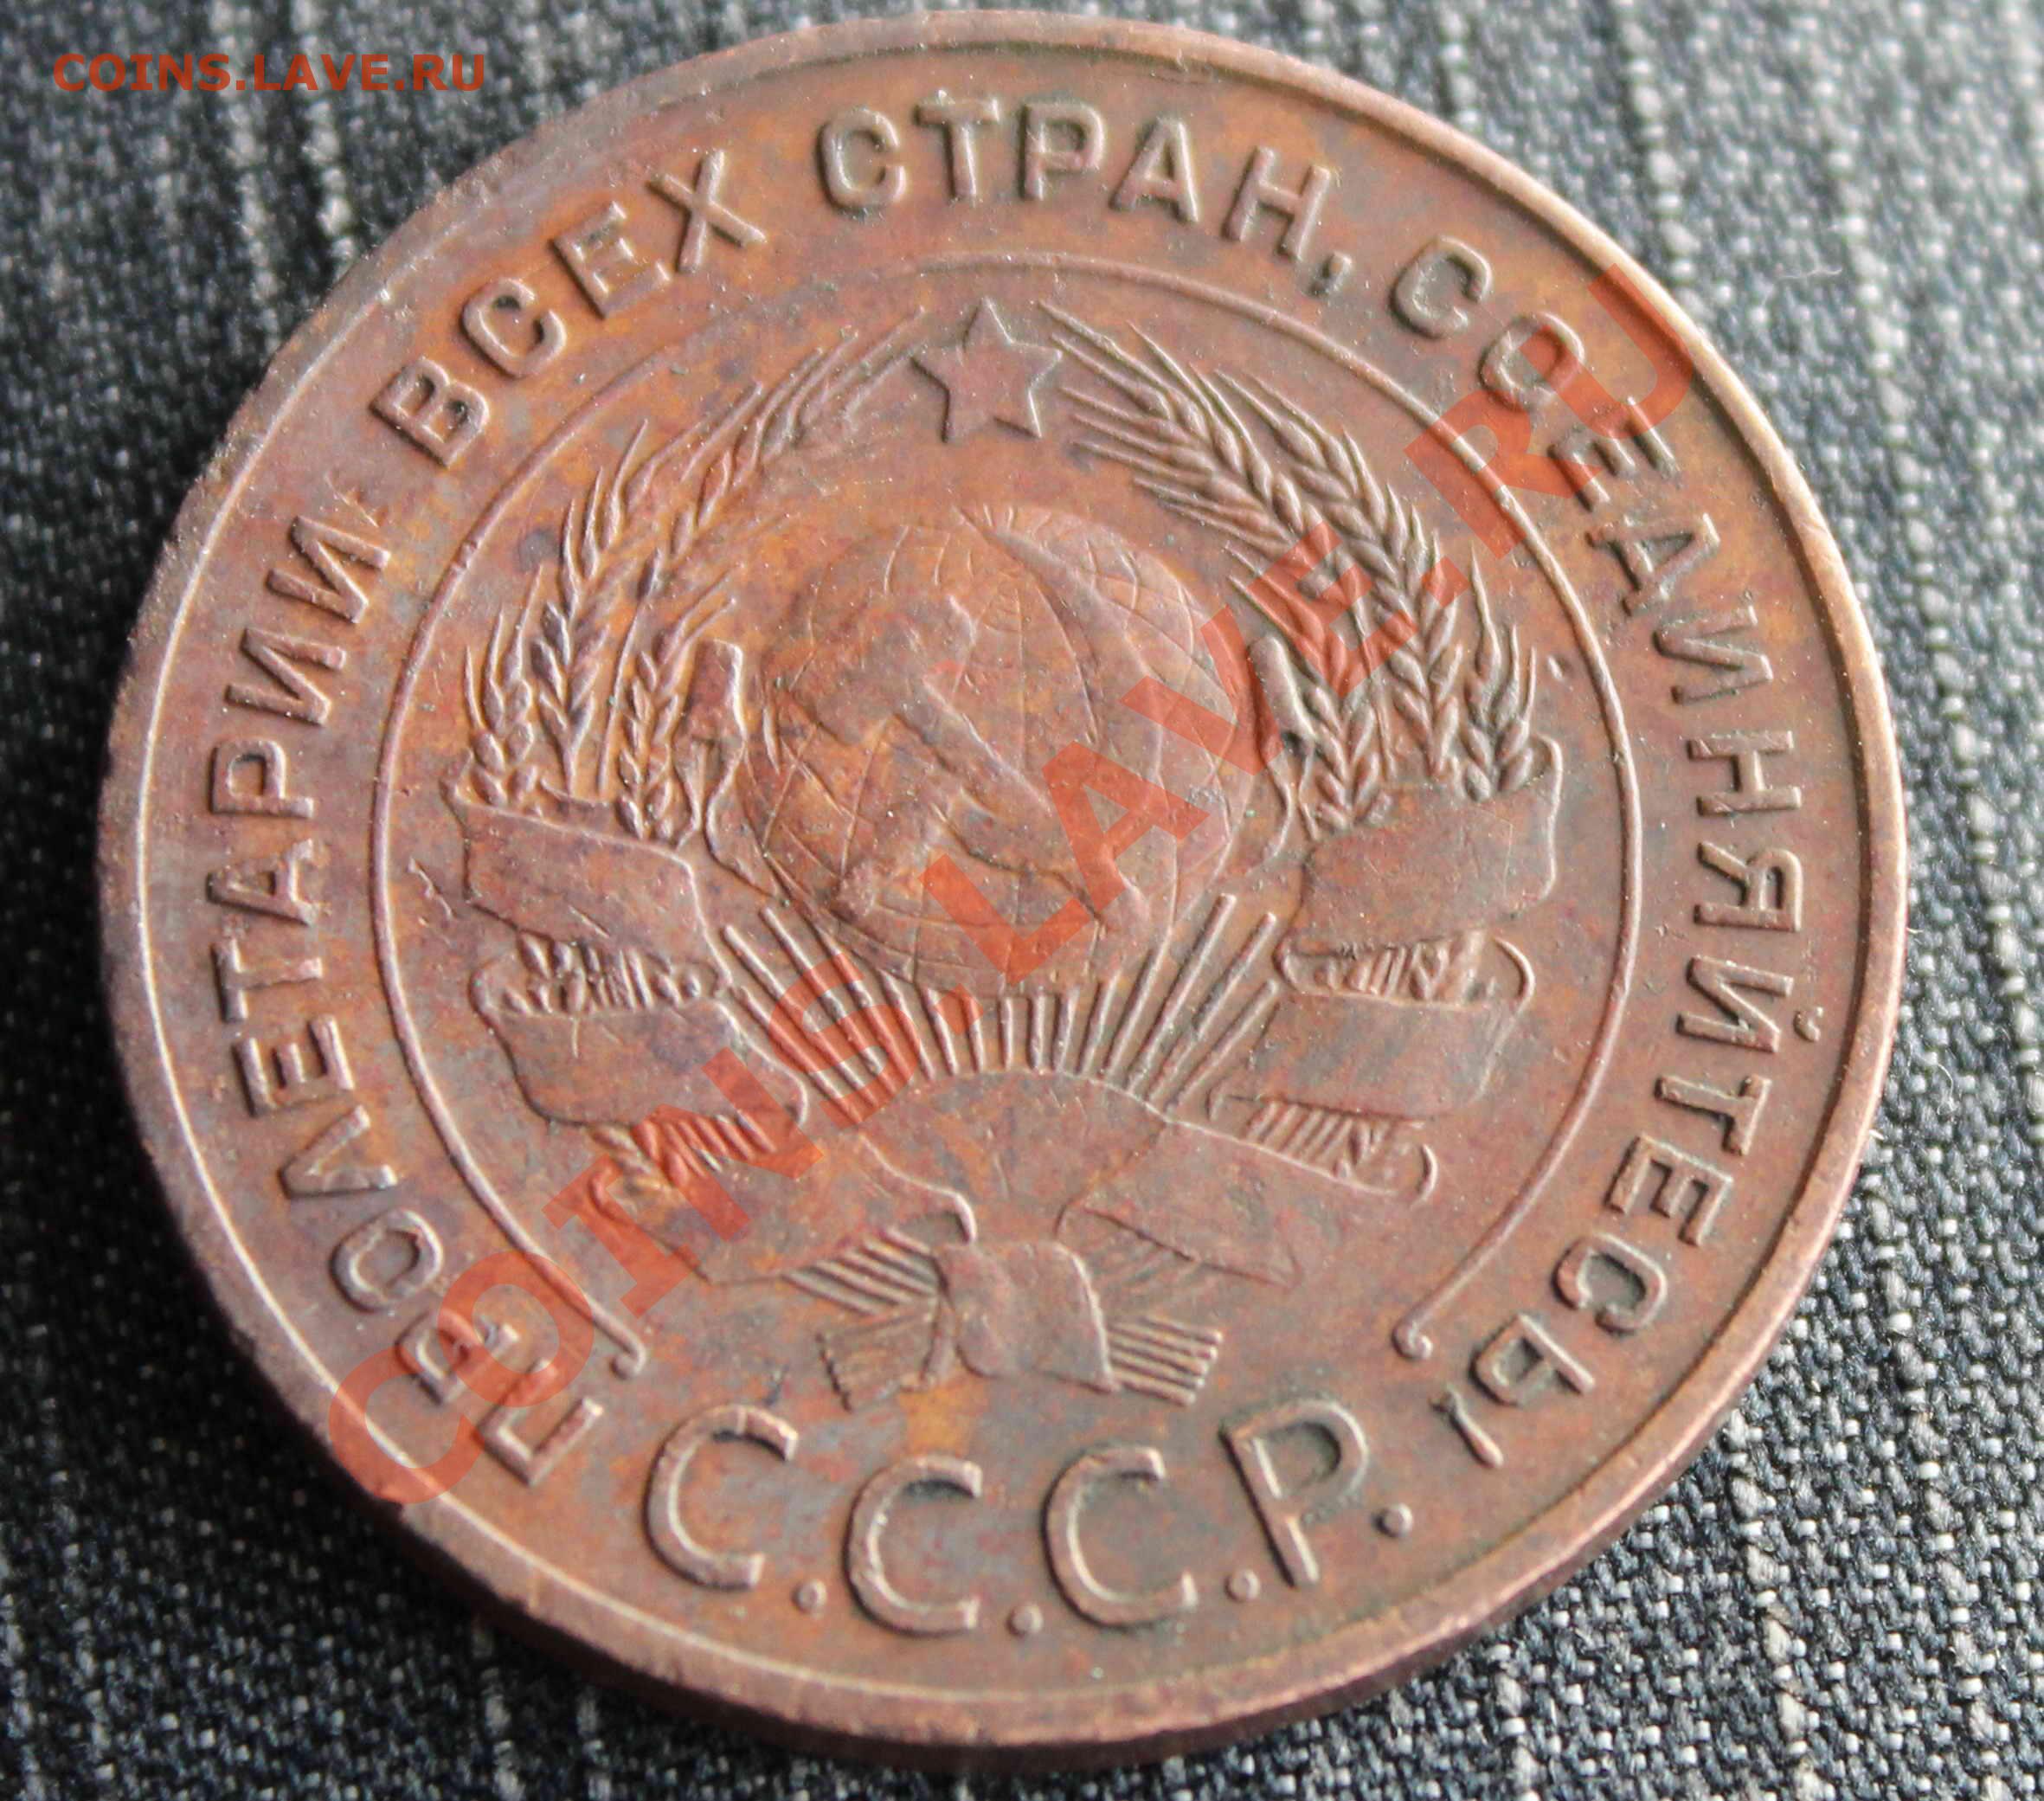 COINS.LAVE.RU
ПРОЛЕТАРИИ ВСЕХ СТРАН, СОЕДИНЯЙТЕСЬ!
С.С.С.Р.
COINS.LAVE.RU